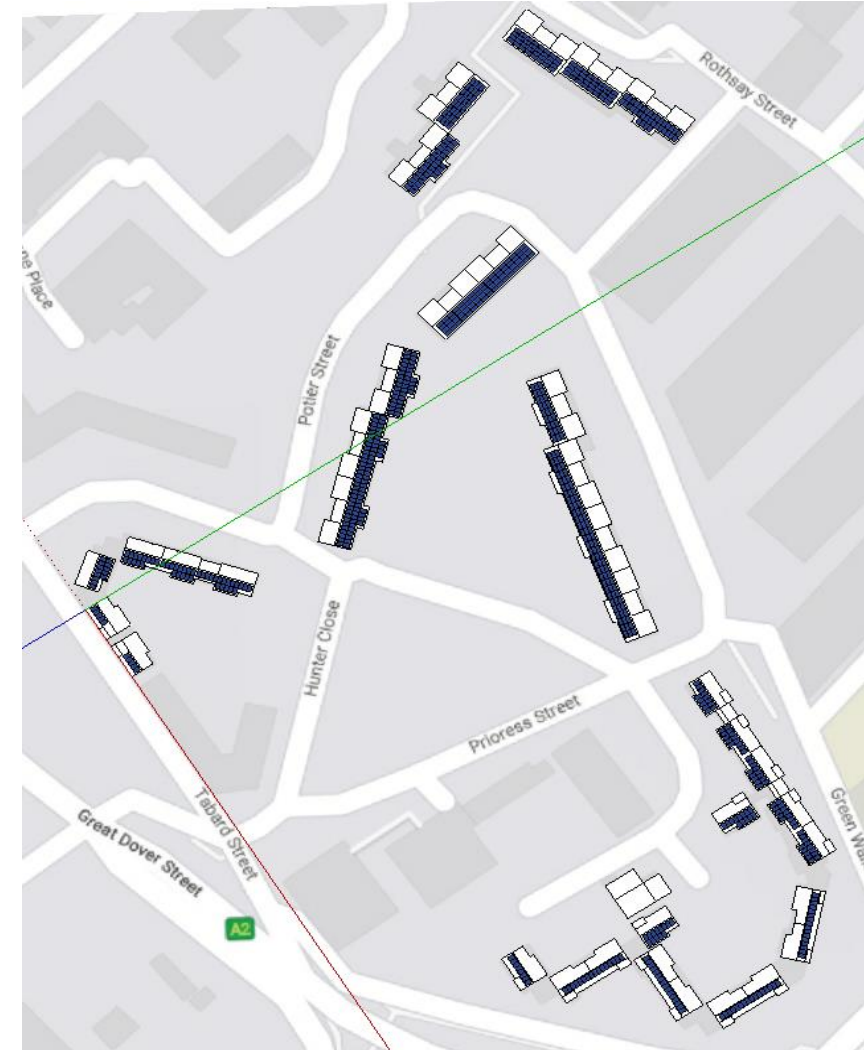 Rothsay Street
ne Place
Potier Street
Hunter Close
Prioress Street
Tabard Street
Great Dover Street
Green Wa
A2